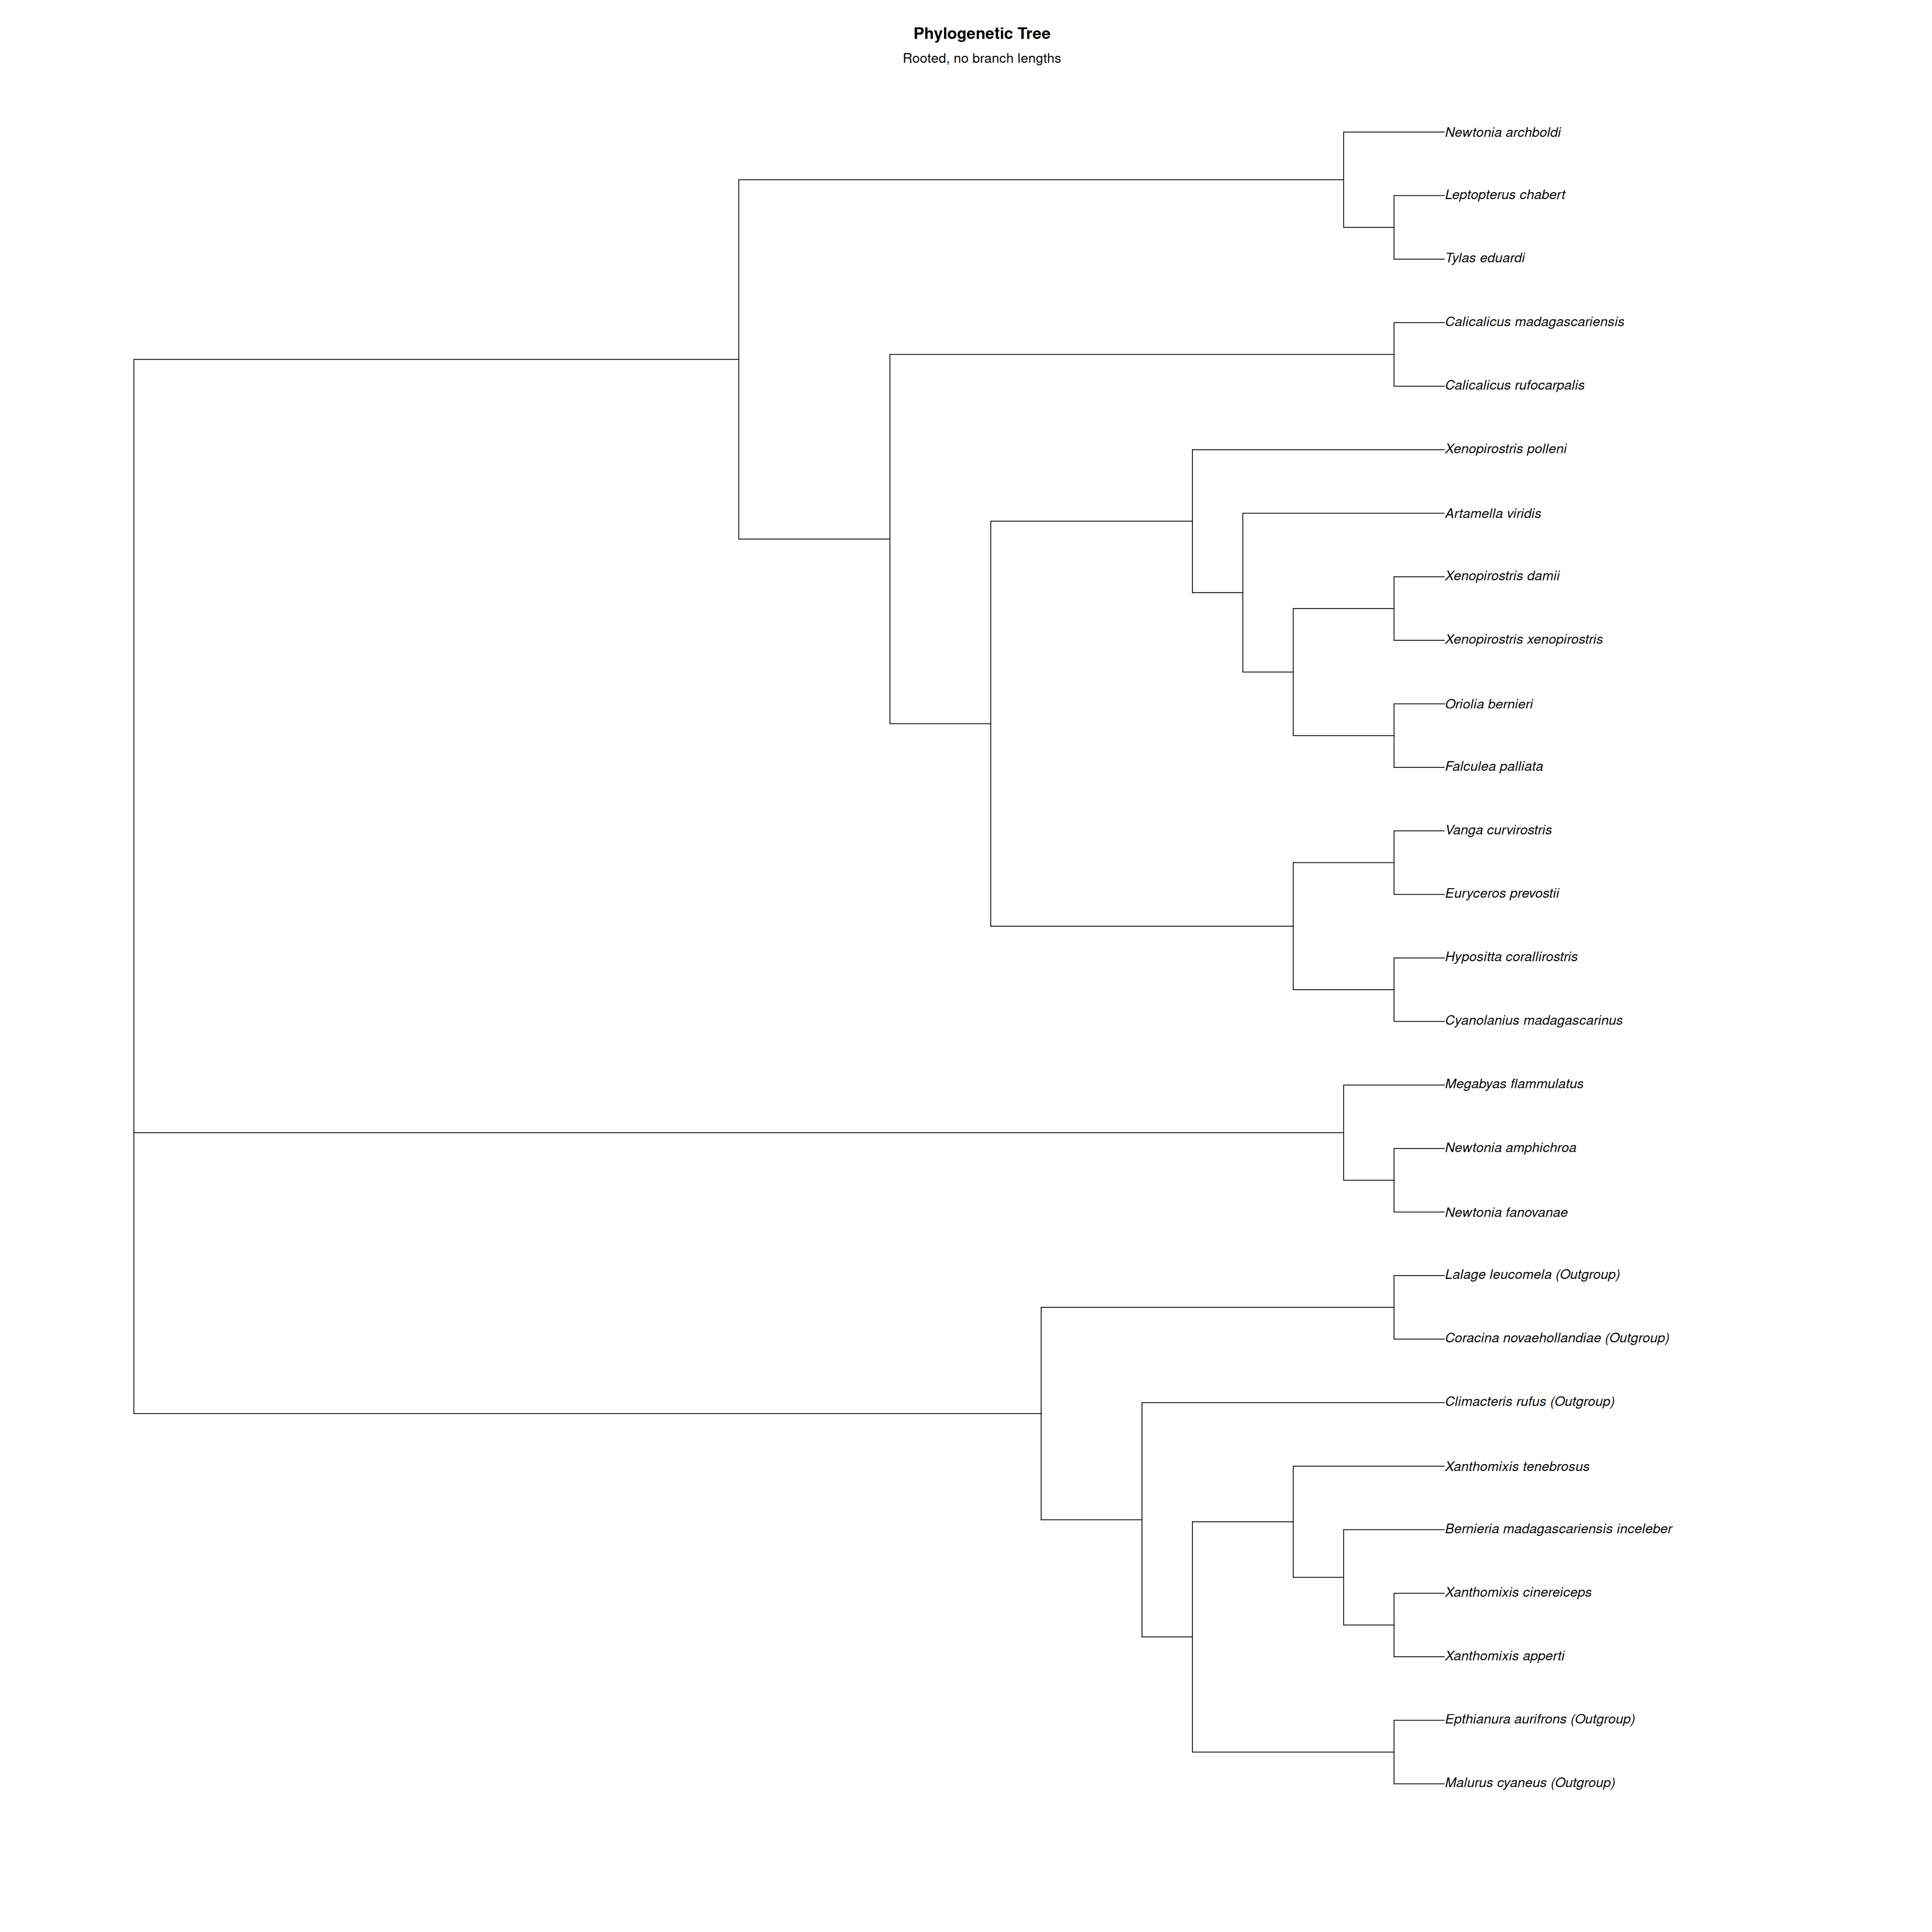 Phylogenetic Tree
Rooted, no branch lengths
Newtonia archboldi
Leptopterus chabert
Tylas eduardi
Calicalicus madagascariensis
Calicalicus rufocarpalis
Xenopirostris polleni
Artamella viridis
Xenopirostris damii
Xenopirostris xenopirostris
Oriolia bernieri
Falculea palliata
Vanga curvirostris
Euryceros prevostii
Hypositta corallirostris
Cyanolanius madagascarinus
Megabyas flammulatus
Newtonia amphichroa
Newtonia fanovanae
Lalage leucomela (Outgroup)
Coracina novaehollandiae (Outgroup)
Climacteris rufus (Outgroup)
Xanthomixis tenebrosus
Bernieria madagascariensis inceleber
Xanthomixis cinereiceps
Xanthomixis apperti
Epthianura aurifrons (Outgroup)
Malurus cyaneus (Outgroup)